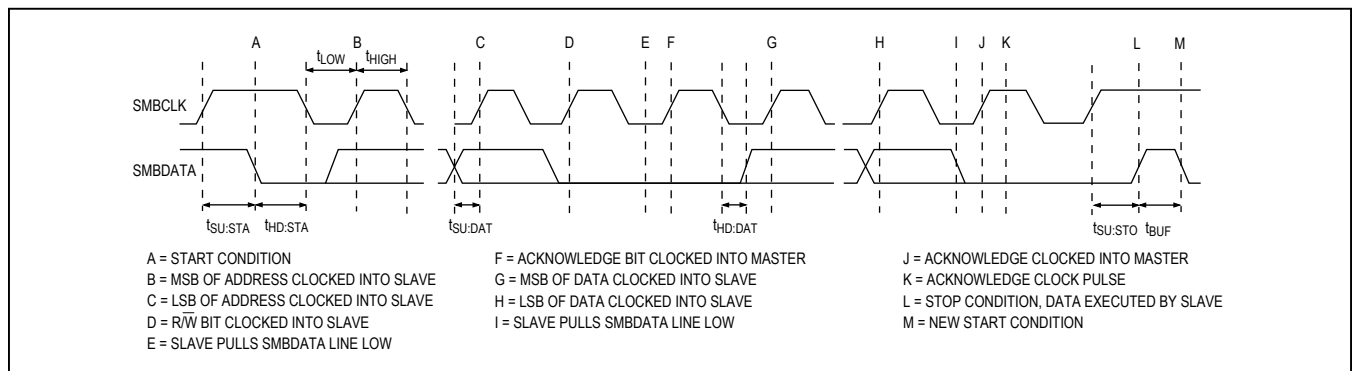 A B C D E F G H I J K L M
tLOW tHIGH
SMBCLK
SMBDATA
tSU:STA tHD:STA tSU:DAT tHD:DAT tSU:STO tBUF
A = START CONDITION
B = MSB OF ADDRESS CLOCKED INTO SLAVE
C = LSB OF ADDRESS CLOCKED INTO SLAVE
D = R/W̅ BIT CLOCKED INTO SLAVE
E = SLAVE PULLS SMBDATA LINE LOW
F = ACKNOWLEDGE BIT CLOCKED INTO MASTER
G = MSB OF DATA CLOCKED INTO SLAVE
H = LSB OF DATA CLOCKED INTO SLAVE
I = SLAVE PULLS SMBDATA LINE LOW
J = ACKNOWLEDGE CLOCKED INTO MASTER
K = ACKNOWLEDGE CLOCK PULSE
L = STOP CONDITION, DATA EXECUTED BY SLAVE
M = NEW START CONDITION